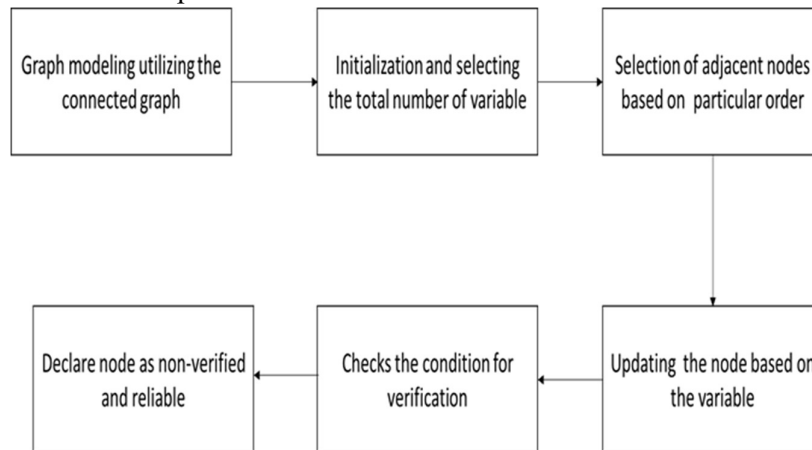 Graph modeling utilizing the
connected graph
Initialization and selecting
the total number of variable
Selection of adjacent nodes
based on particular order
Updating the node based on
the variable
Checks the condition for
verification
Declare node as non-verified
and reliable